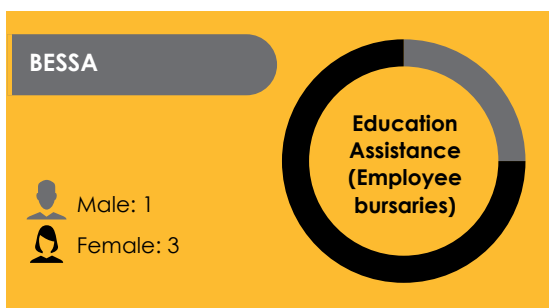 BESSA
Education
Assistance
(Employee
bursaries)
Male: 1
Female: 3